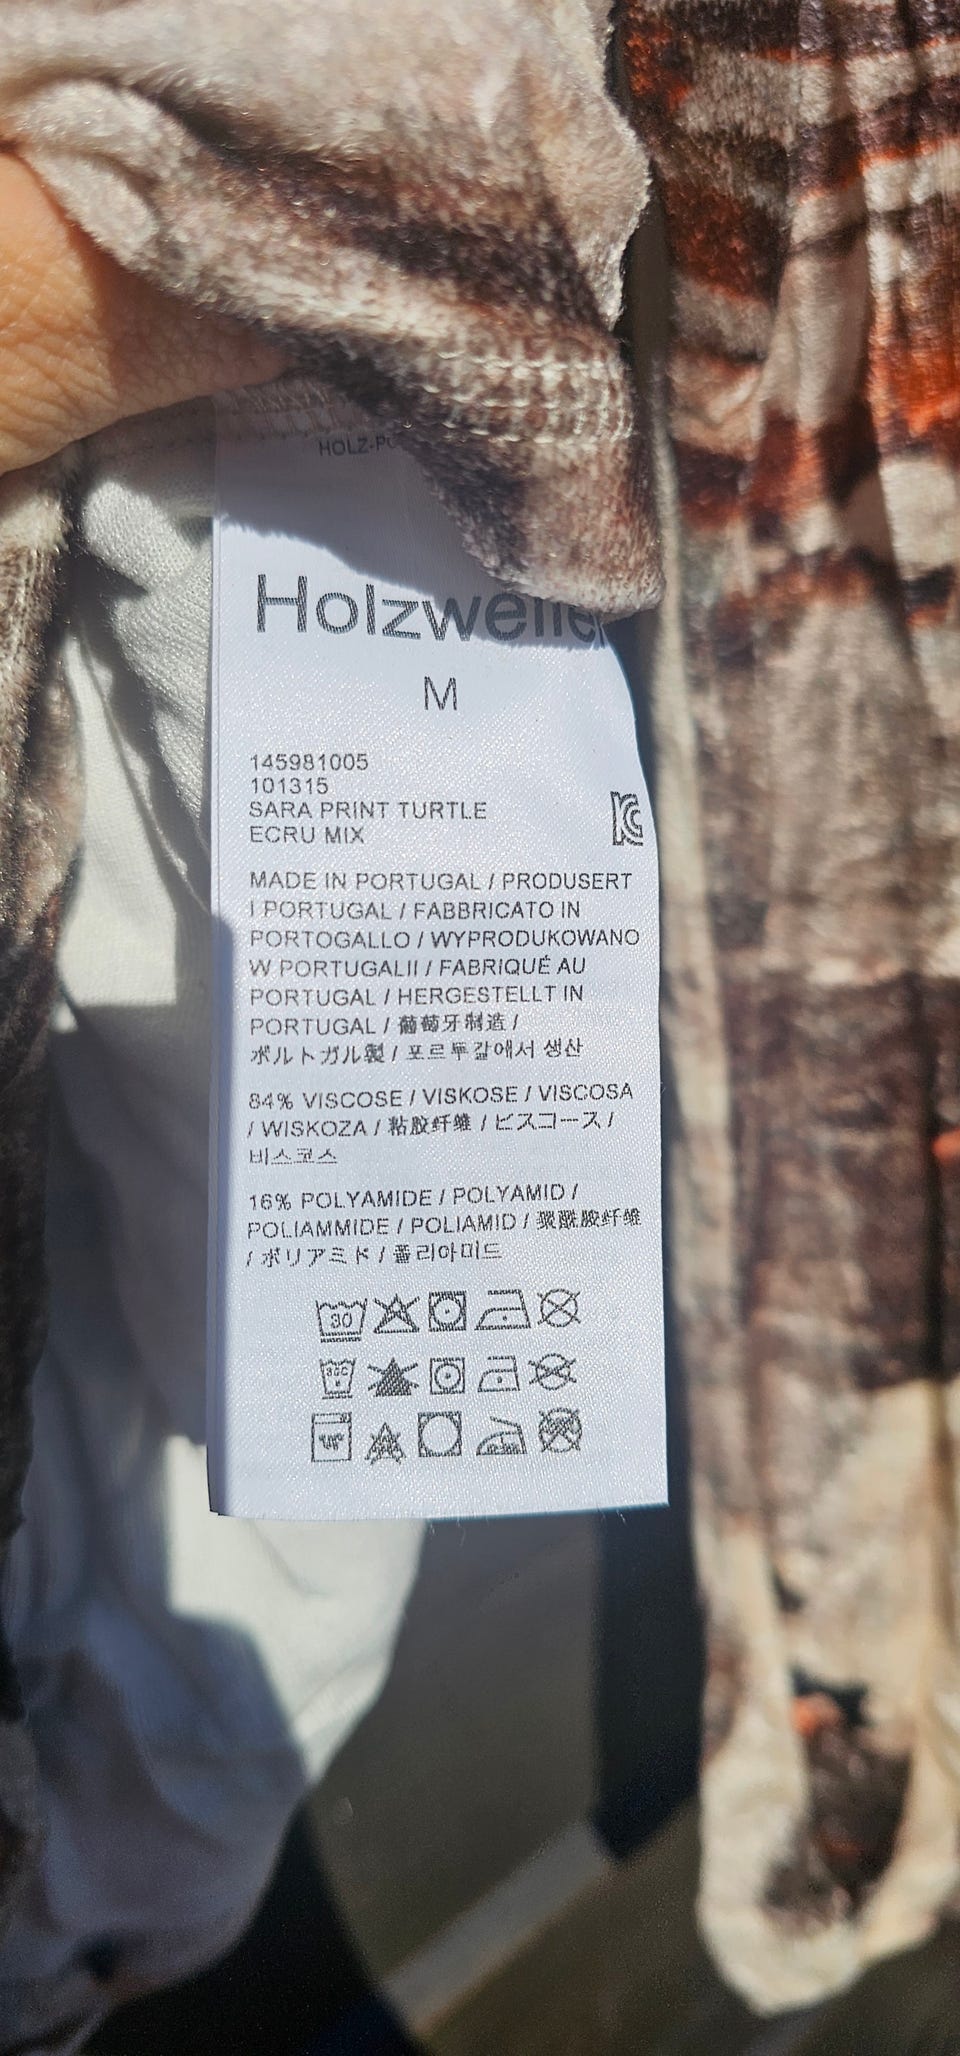 Holzweiler
M
145981005
101315
SARA PRINT TURTLE
ECRU MIX
MADE IN PORTUGAL / PRODUSERT
I PORTUGAL / FABBRICATO IN
PORTOGALLO / WYPRODUKOWANO
W PORTUGALII / FABRIQUÉ AU
PORTUGAL / HERGESTELLT IN
PORTUGAL / 葡萄牙制造 /
ポルトガル製 / 포르투갈에서 생산
84% VISCOSE / VISKOSE / VISCOSA
/ WISKOZA / 粘胶纤维 / ビスコース /
비스코스
16% POLYAMIDE / POLYAMID /
POLIAMMIDE / POLIAMID / 聚酰胺纤维
/ ポリアミド / 폴리아미드
30
30C